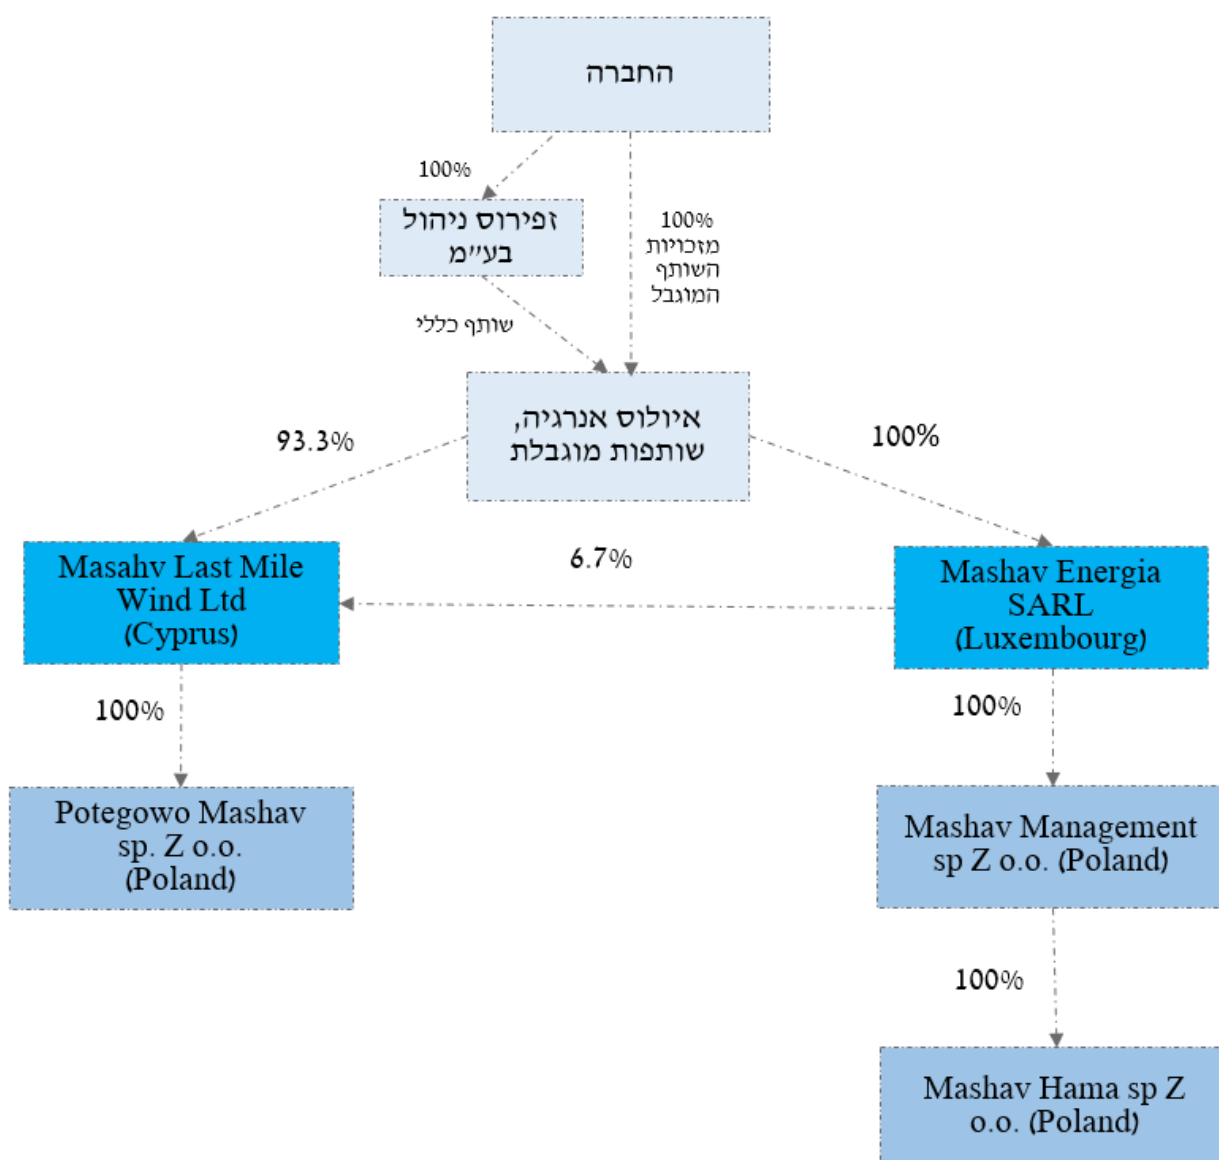 החברה
100%
זפירוס ניהול
בע״מ
100%
מזכויות
השותף
המוגבל
שותף כללי
איולוס אנרגיה,
שותפות מוגבלת
93.3%
100%
6.7%
Masahv Last Mile
Wind Ltd
(Cyprus)
Mashav Energia
SARL
(Luxembourg)
100%
100%
Potegowo Mashav
sp. Z o.o.
(Poland)
Mashav Management
sp Z o.o. (Poland)
100%
Mashav Hama sp Z
o.o. (Poland)